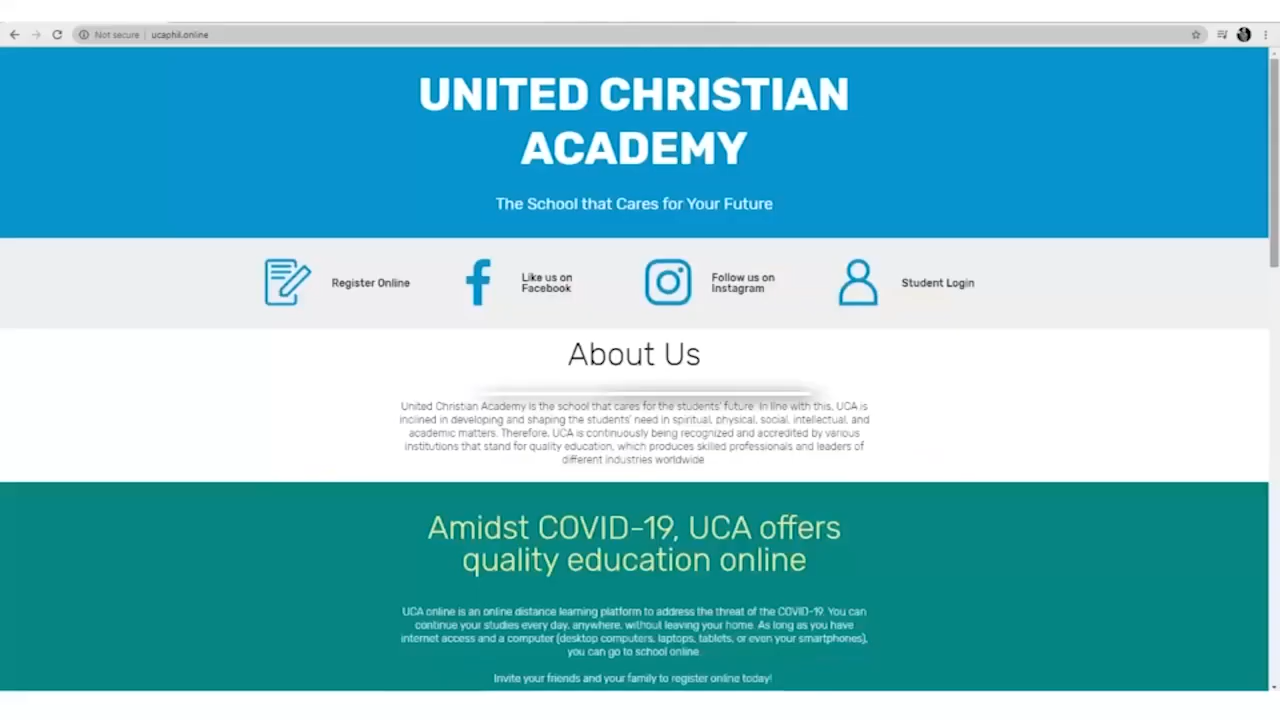 Not secure | ucaphil.online
UNITED CHRISTIAN
ACADEMY
The School that Cares for Your Future
Register Online
Like us on
Facebook
Follow us on
Instagram
Student Login
About Us
United Christian Academy is the school that cares for the students' future. In line with this, UCA is
inclined in developing and shaping the students' need in spiritual, physical, social, intellectual, and
academic matters. Therefore, UCA is continuously being recognized and accredited by various
institutions that stand for quality education, which produces skilled professionals and leaders of
different industries worldwide
Amidst COVID-19, UCA offers
quality education online
UCA online is an online distance learning platform to address the threat of the COVID-19. You can
continue your studies every day, anywhere, without leaving your home. As long as you have
internet access and a computer (desktop computers, laptops, tablets, or even your smartphones),
you can go to school online.
Invite your friends and your family to register online today!